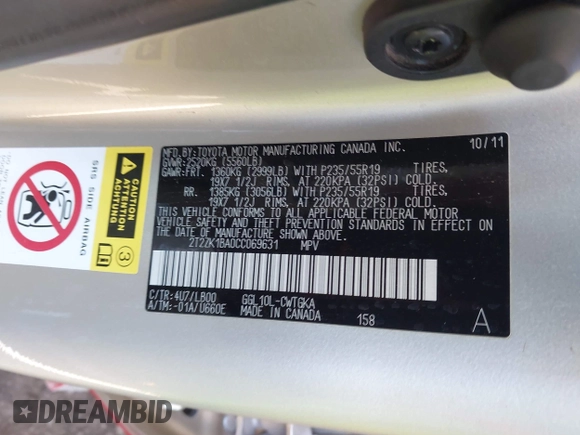 MFD.BY:TOYOTA MOTOR MANUFACTURING CANADA INC. 10/11
GVWR:2520KG (5560LB)
GAWR:FRT. 1360KG (2999LB) WITH P235/55R19 TIRES,
19X7 1/2J RIMS, AT 220KPA (32PSI) COLD.
RR. 1385KG (3056LB) WITH P235/55R19 TIRES,
19X7 1/2J RIMS, AT 220KPA (32PSI) COLD.
THIS VEHICLE CONFORMS TO ALL APPLICABLE FEDERAL MOTOR
VEHICLE SAFETY AND THEFT PREVENTION STANDARDS IN EFFECT
ON THE DATE OF MANUFACTURE SHOWN ABOVE.
2T2ZK1BA0CC069631 MPV
C/TR:4U7/LB00 GGL10L-CWTGKA
A/TM:-01A/U660E MADE IN CANADA 158 A
SRS SIDE AIRBAG
CAUTION
ATTENTION
ACHTUNG
3
DREAMBID